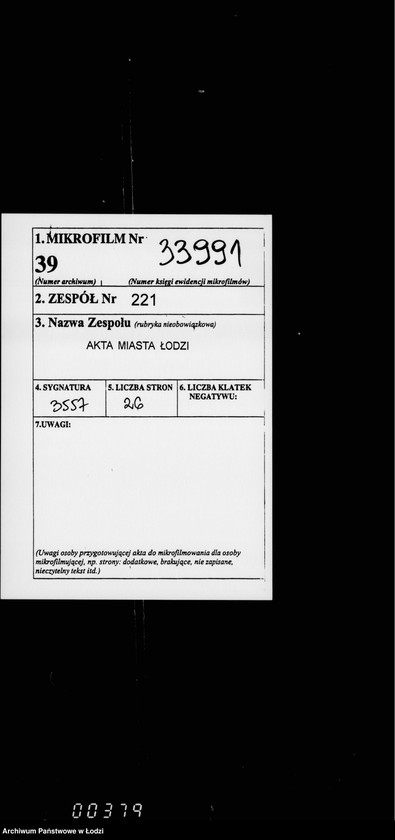 1. MIKROFILM Nr 33991
39
(Numer archiwum) (Numer księgi ewidencji mikrofilmów)
2. ZESPÓŁ Nr 221
3. Nazwa Zespołu (rubryka nieobowiązkowa)
AKTA MIASTA ŁODZI
4. SYGNATURA 5. LICZBA STRON 6. LICZBA KLATEK
NEGATYWU:
3557 26
7.UWAGI:
(Uwagi osoby przygotowującej akta do mikrofilmowania dla osoby
mikrofilmującej, np. strony: dodatkowe, brakujące, nie zapisane,
nieczytelny tekst itd.)
00379
Archiwum Państwowe w Łodzi